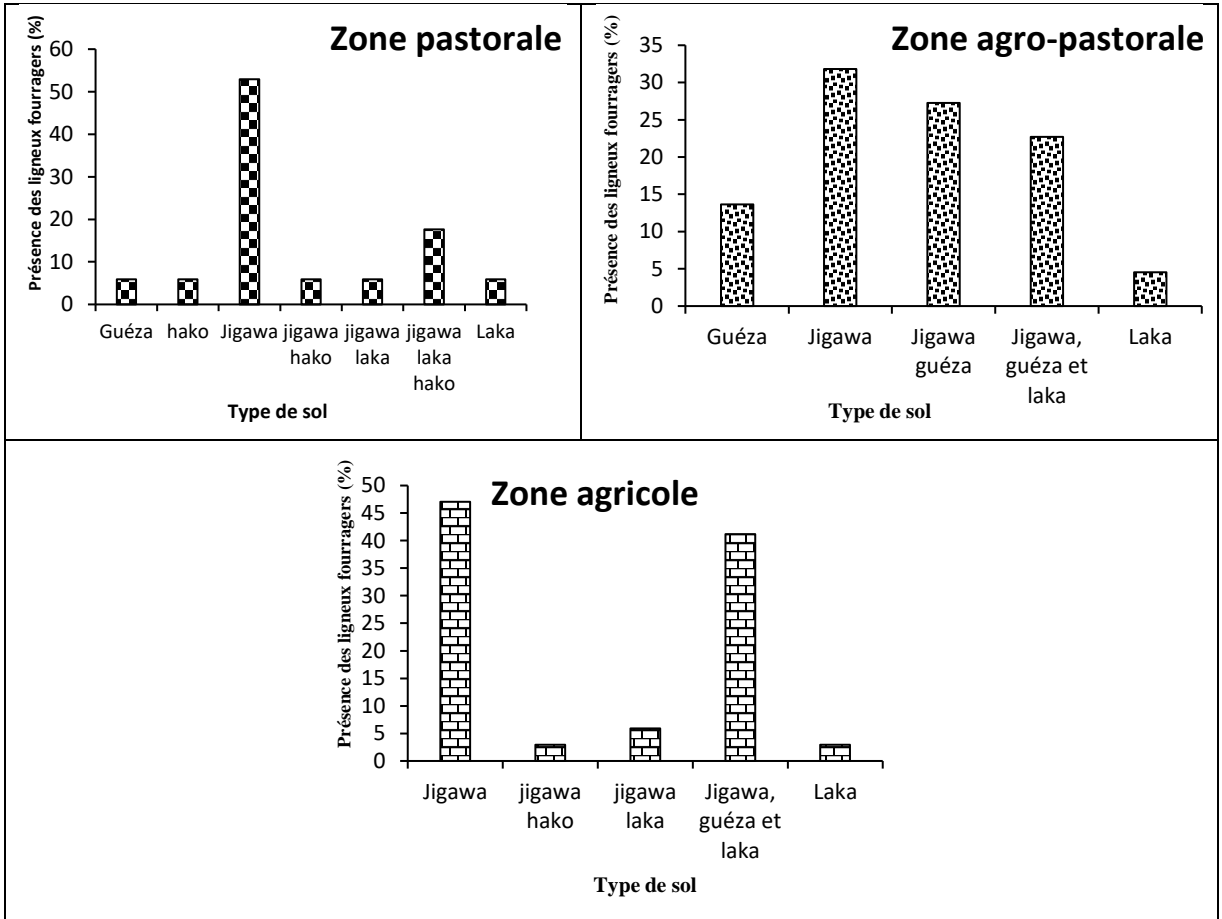 Zone pastorale
Présence des ligneux fourragers (%)
60
50
40
30
20
10
0
Guéza hako Jigawa jigawa jigawa jigawa Laka
hako laka laka
hako
Type de sol
Zone agro-pastorale
Présence des ligneux fourragers (%)
35
30
25
20
15
10
5
0
Guéza Jigawa Jigawa Jigawa, Laka
guéza guéza et
laka
Type de sol
Zone agricole
Présence des ligneux fourragers (%)
50
45
40
35
30
25
20
15
10
5
0
Jigawa jigawa jigawa Jigawa, Laka
hako laka guéza et
laka
Type de sol